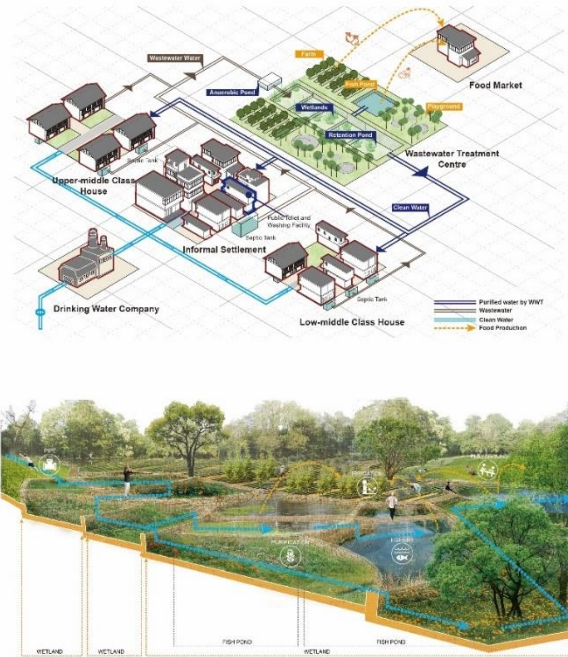 Wastewater Water
Farm
Food Market
Anaerobic Pond
Fish Pond
Wetlands
Playground
Retention Pond
Wastewater Treatment
Centre
Septic Tank
Upper-middle Class
House
Clean Water
Public Toilet and
Washing Facility
Septic Tank
Informal Settlement
Septic Tank
Drinking Water Company
Low-middle Class House
Purified water by WWT
Wastewater
Clean Water
Food Production
PURIFICATION
FISH POND
FISH POND
WETLAND
WETLAND
WETLAND